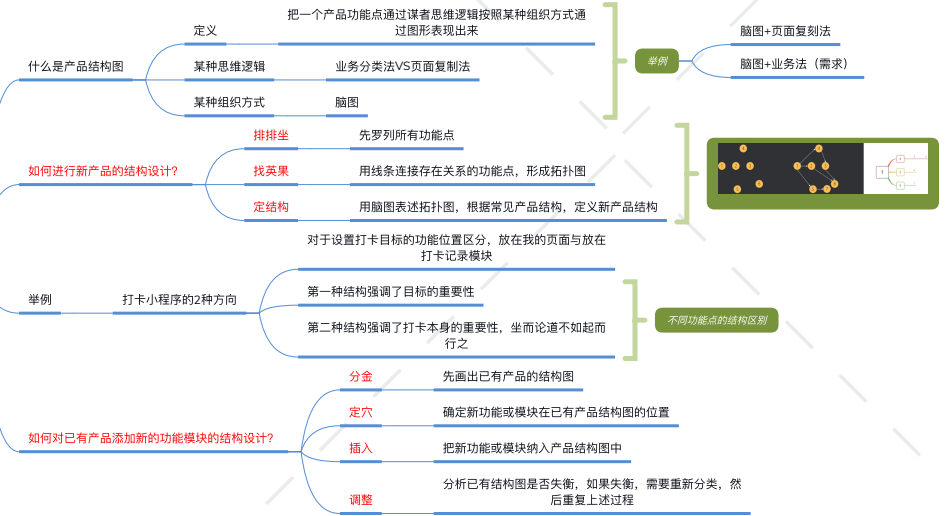 什么是产品结构图
定义
把一个产品功能点通过谋者思维逻辑按照某种组织方式通
过图形表现出来
某种思维逻辑
业务分类法VS页面复制法
某种组织方式
脑图
举例
脑图+页面复刻法
脑图+业务法（需求）
如何进行新产品的结构设计?
排排坐
先罗列所有功能点
找英果
用线条连接存在关系的功能点，形成拓扑图
定结构
用脑图表述拓扑图，根据常见产品结构，定义新产品结构
举例
打卡小程序的2种方向
对于设置打卡目标的功能位置区分，放在我的页面与放在
打卡记录模块
第一种结构强调了目标的重要性
第二种结构强调了打卡本身的重要性，坐而论道不如起而
行之
不同功能点的结构区别
如何对已有产品添加新的功能模块的结构设计?
分金
先画出已有产品的结构图
定穴
确定新功能或模块在已有产品结构图的位置
插入
把新功能或模块纳入产品结构图中
调整
分析已有结构图是否失衡，如果失衡，需要重新分类，然
后重复上述过程